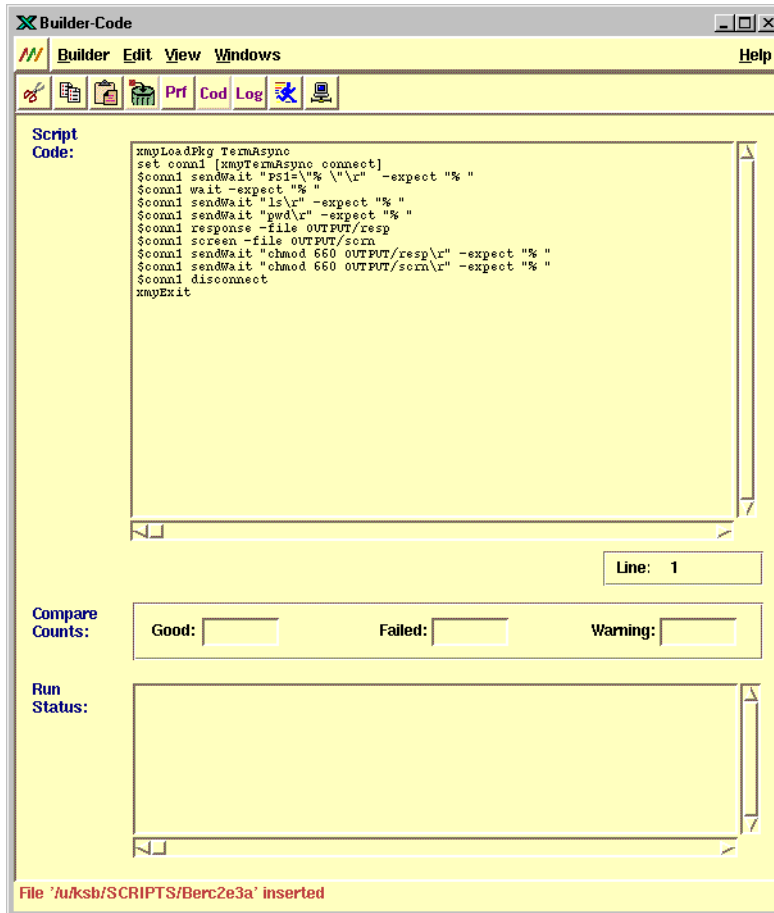 Builder-Code
Builder Edit View Windows Help
Prf Cod Log
Script
Code:
xmyLoadPkg TermAsync
set conn1 [xmyTermAsync connect]
$conn1 sendWait "PS1=\"% \"\r"  -expect "% "
$conn1 wait -expect "% "
$conn1 sendWait "ls\r" -expect "% "
$conn1 sendWait "pwd\r" -expect "% "
$conn1 response -file OUTPUT/resp
$conn1 screen -file OUTPUT/scrn
$conn1 sendWait "chmod 660 OUTPUT/resp\r" -expect "% "
$conn1 sendWait "chmod 660 OUTPUT/scrn\r" -expect "% "
$conn1 disconnect
xmyExit
Line: 1
Compare
Counts:
Good: Failed: Warning:
Run
Status:
File '/u/ksb/SCRIPTS/Berc2e3a' inserted